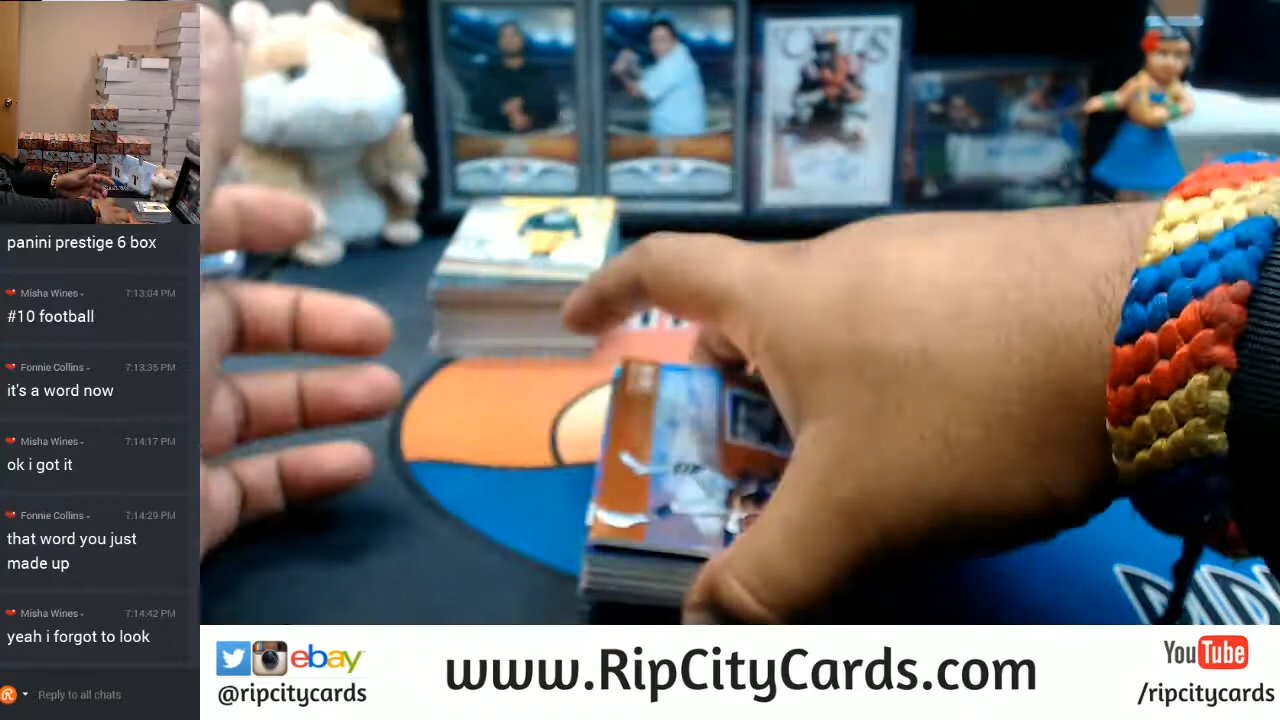 panini prestige 6 box
Misha Wines 7:13:04 PM
#10 football
Fonnie Collins 7:13:35 PM
it's a word now
Misha Wines 7:14:17 PM
ok i got it
Fonnie Collins 7:14:29 PM
that word you just
made up
Misha Wines 7:14:42 PM
yeah i forgot to look
Reply to all chats
ebay
@ripcitycards
www.RipCityCards.com
YouTube
/ripcitycards